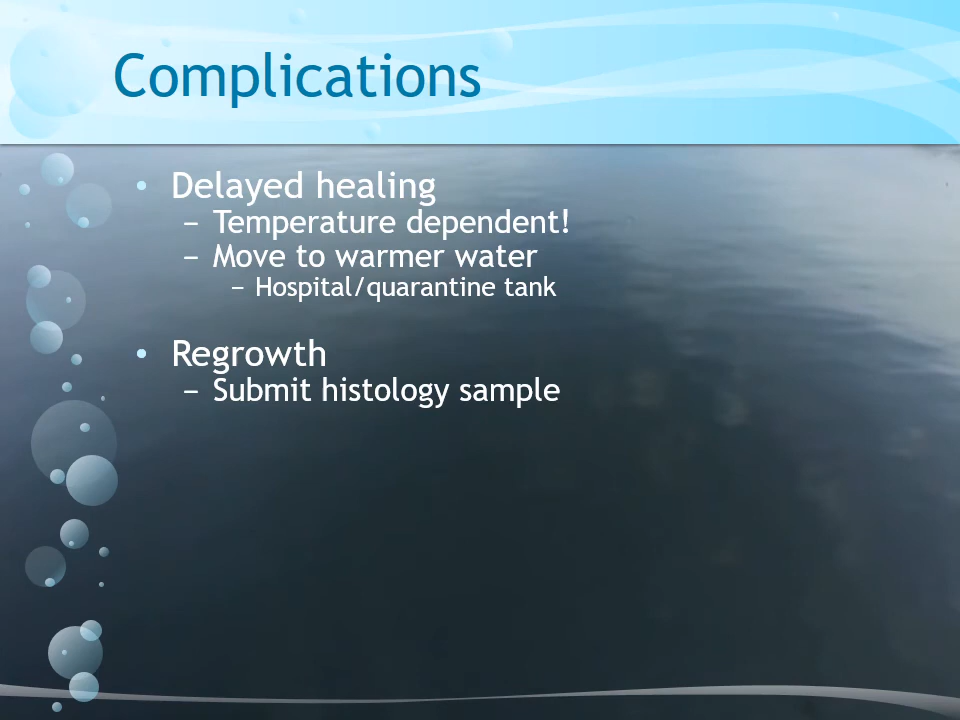 Complications
• Delayed healing
– Temperature dependent!
– Move to warmer water
– Hospital/quarantine tank
• Regrowth
– Submit histology sample